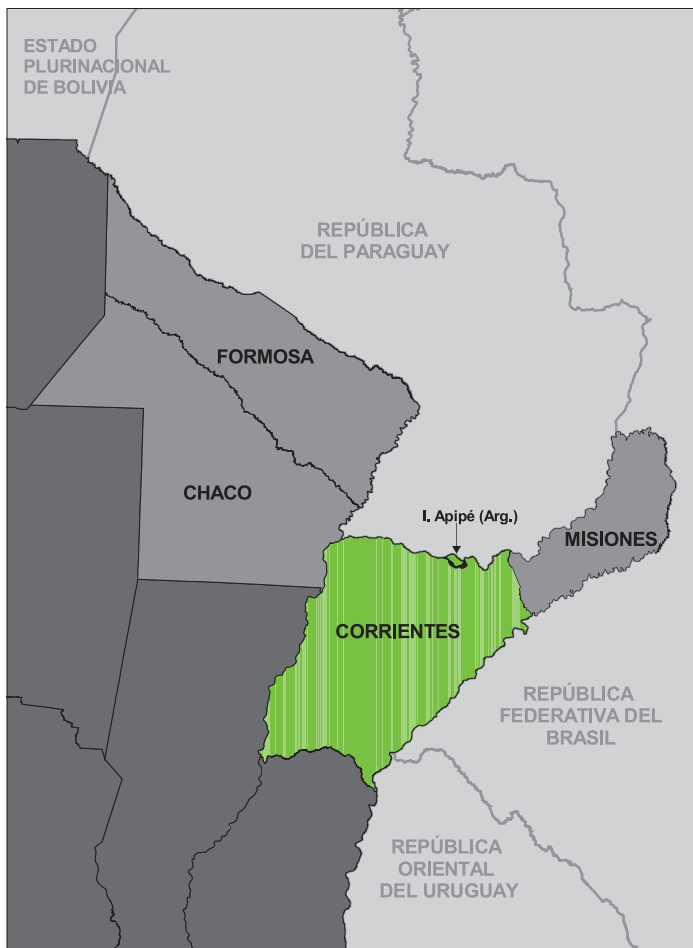 ESTADO
PLURINACIONAL
DE BOLIVIA
REPÚBLICA
DEL PARAGUAY
FORMOSA
CHACO
I. Apipé (Arg.)
MISIONES
CORRIENTES
REPÚBLICA
FEDERATIVA DEL
BRASIL
REPÚBLICA
ORIENTAL
DEL URUGUAY